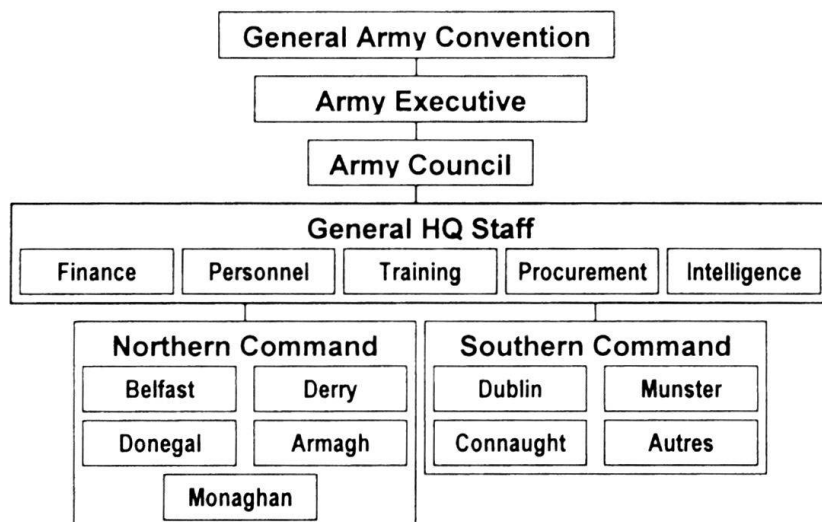 General Army Convention
Army Executive
Army Council
General HQ Staff
Finance Personnel Training Procurement Intelligence
Northern Command
Belfast Derry
Donegal Armagh
Monaghan
Southern Command
Dublin Munster
Connaught Autres